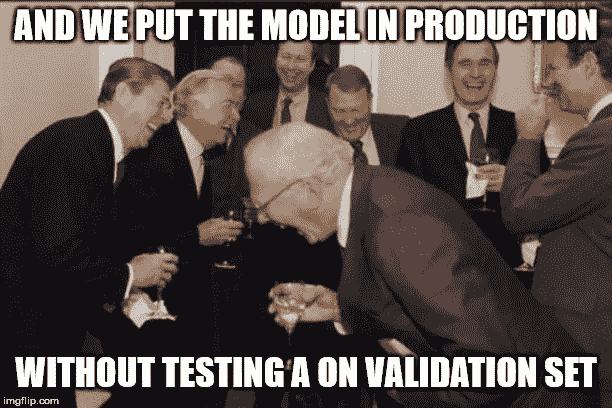 AND WE PUT THE MODEL IN PRODUCTION
WITHOUT TESTING A ON VALIDATION SET
imgflip.com